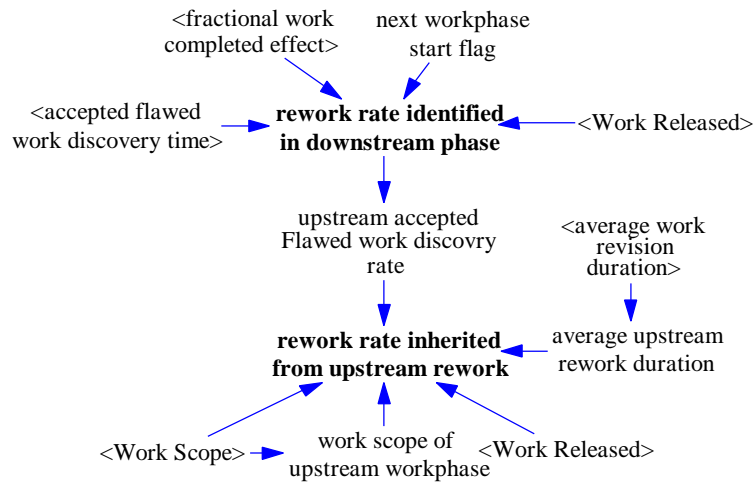 <fractional work
completed effect>
next workphase
start flag
<accepted flawed
work discovery time>
rework rate identified
in downstream phase
<Work Released>
upstream accepted
Flawed work discovry
rate
<average work
revision
duration>
rework rate inherited
from upstream rework
average upstream
rework duration
<Work Scope>
work scope of
upstream workphase
<Work Released>